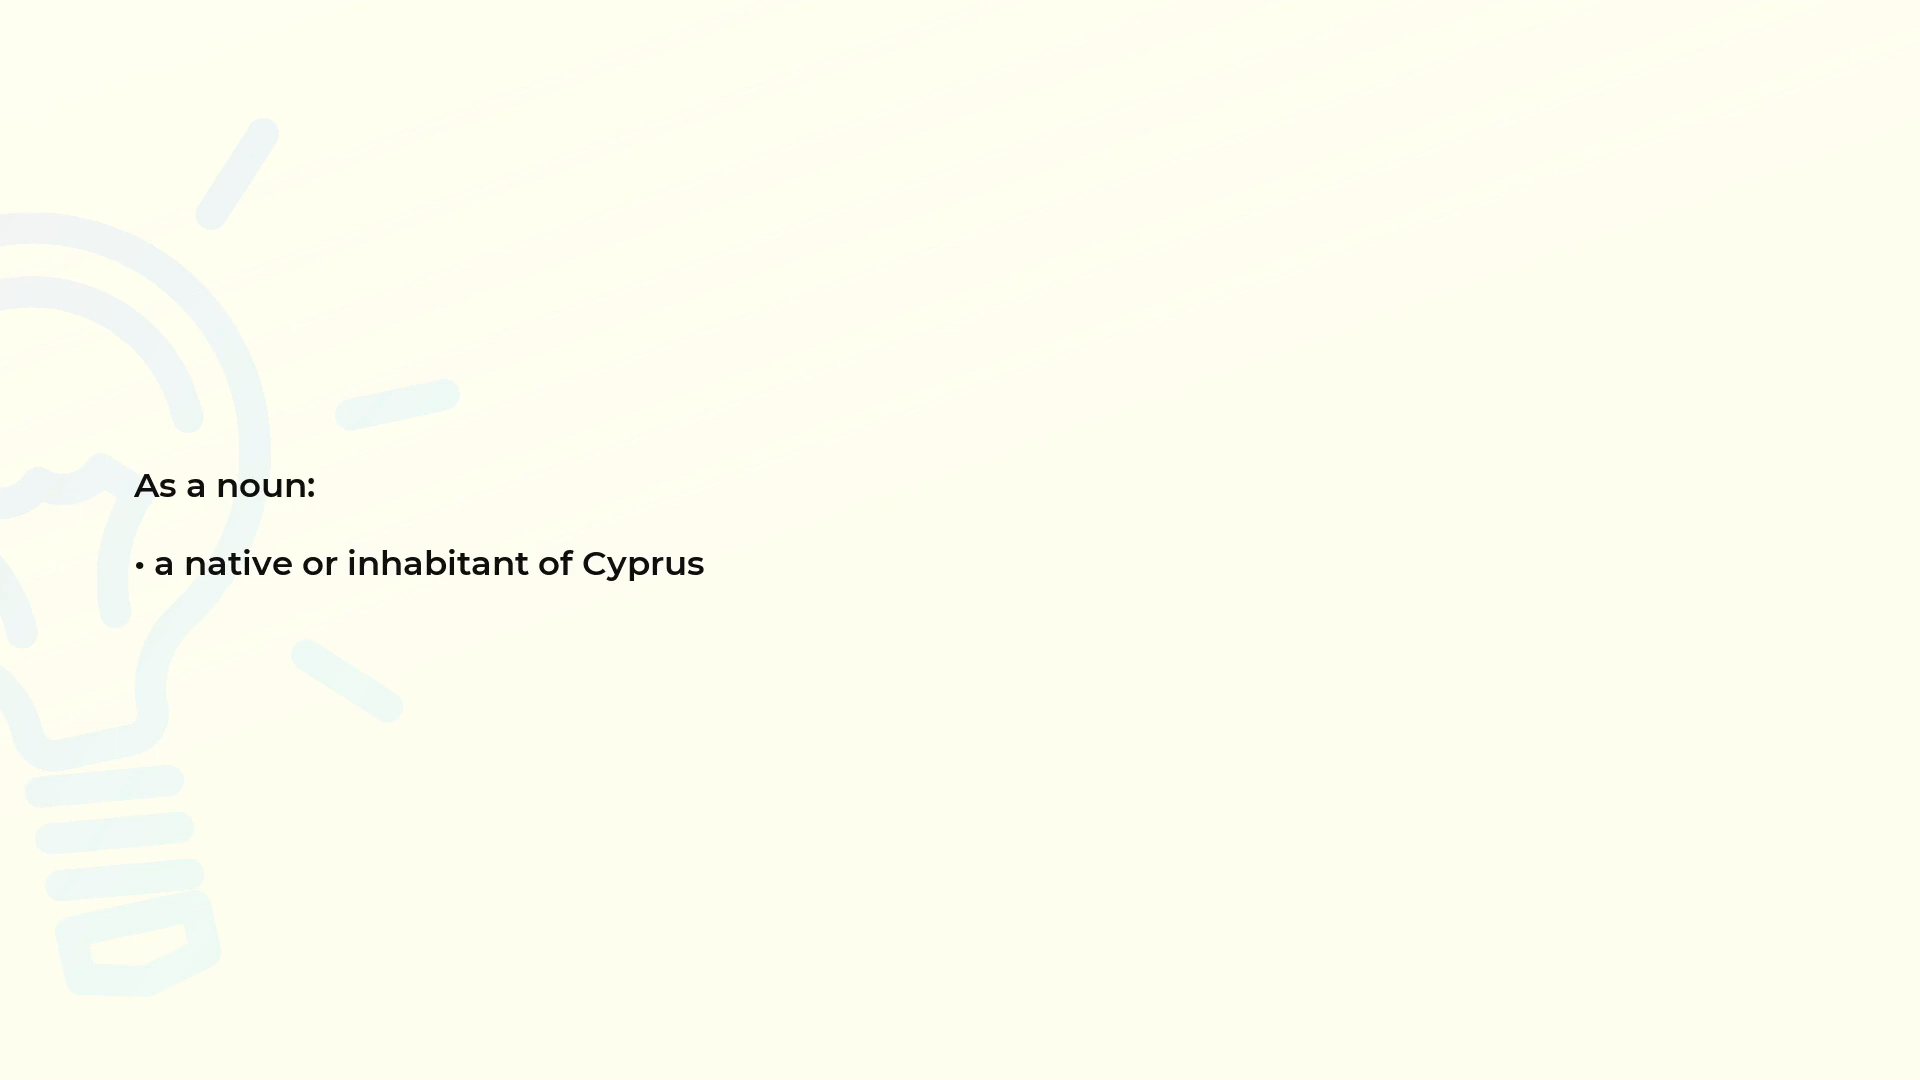 As a noun:
• a native or inhabitant of Cyprus